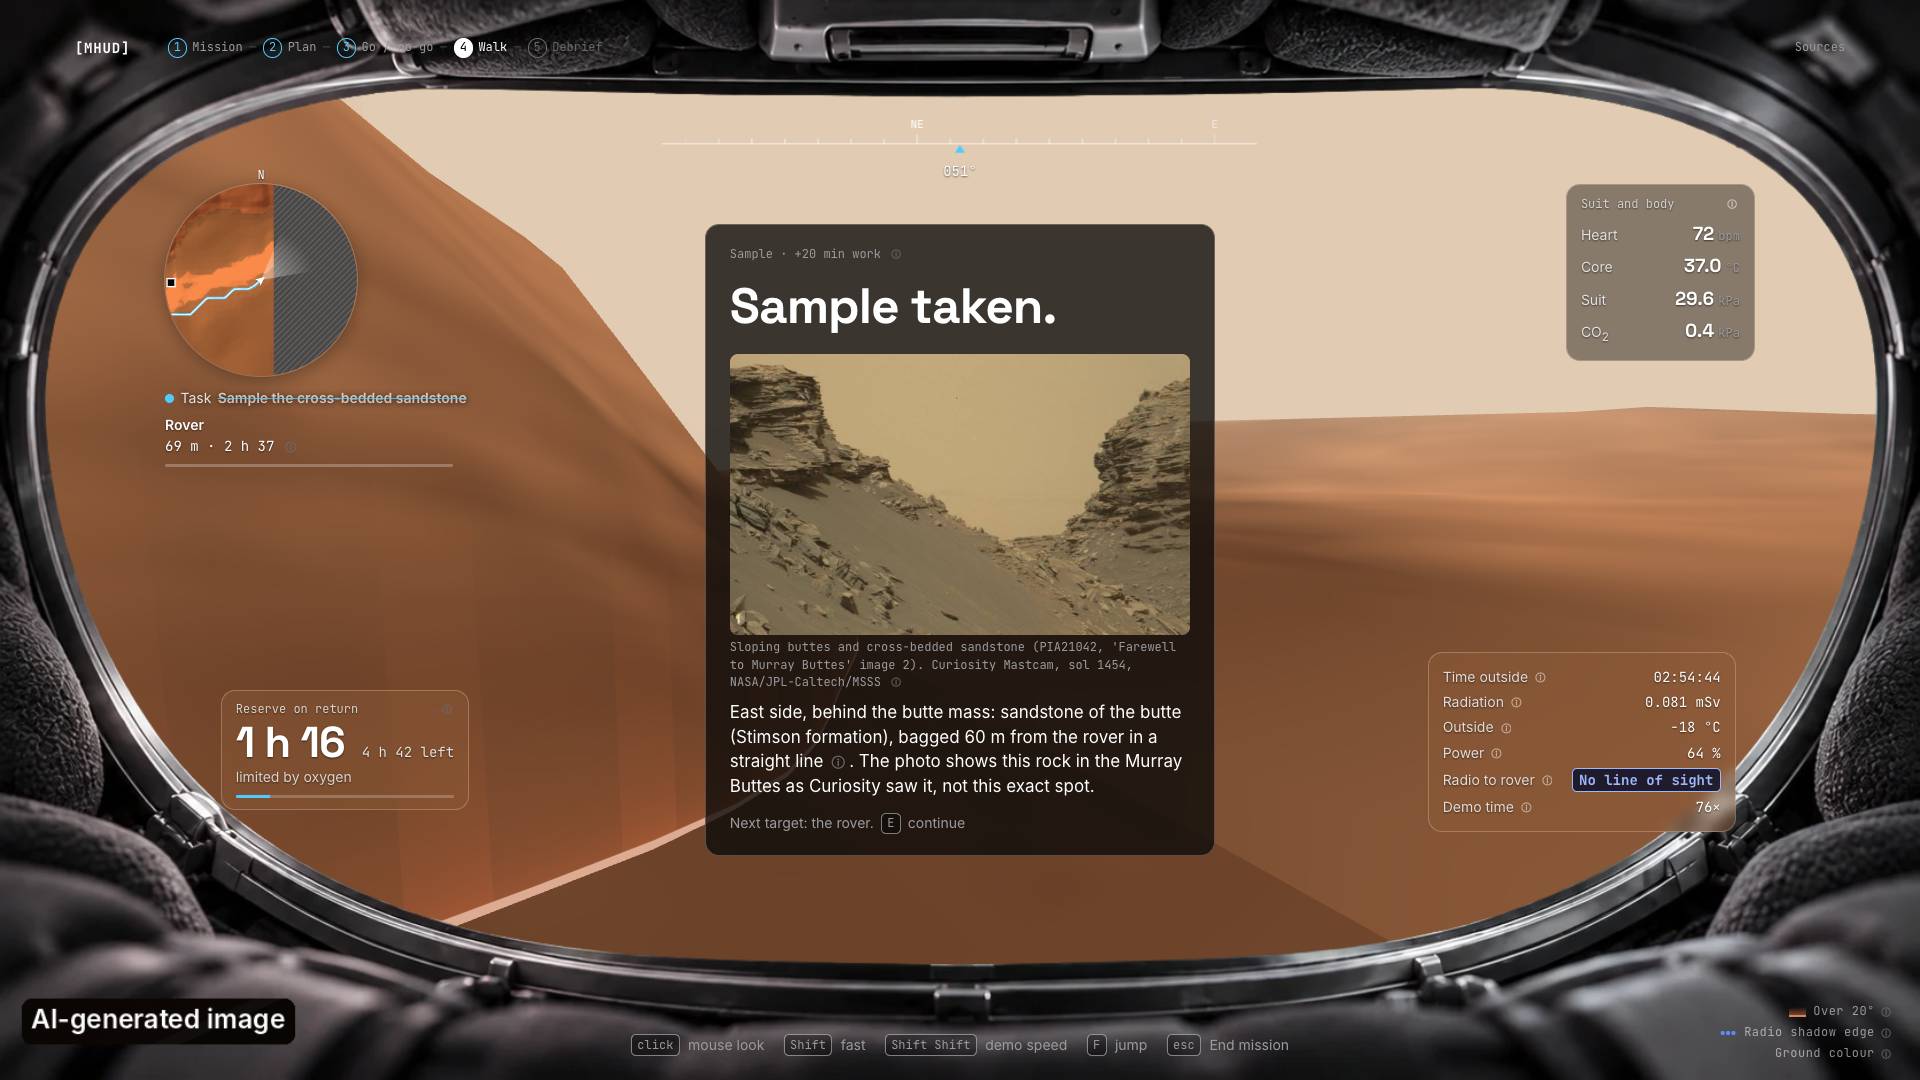 [MHUD]
1 Mission 2 Plan 3 Go / no-go 4 Walk 5 Debrief
Sources
NE E
051°
N
Task Sample the cross-bedded sandstone
Rover
69 m · 2 h 37
Suit and body
Heart 72 bpm
Core 37.0 °C
Suit 29.6 kPa
CO2 0.4 kPa
Sample · +20 min work
Sample taken.
Sloping buttes and cross-bedded sandstone (PIA21042, 'Farewell
to Murray Buttes' image 2). Curiosity Mastcam, sol 1454,
NASA/JPL-Caltech/MSSS
East side, behind the butte mass: sandstone of the butte
(Stimson formation), bagged 60 m from the rover in a
straight line . The photo shows this rock in the Murray
Buttes as Curiosity saw it, not this exact spot.
Next target: the rover. E continue
Reserve on return
1 h 16 4 h 42 left
limited by oxygen
Time outside 02:54:44
Radiation 0.081 mSv
Outside -18 °C
Power 64 %
Radio to rover No line of sight
Demo time 76×
AI-generated image
click mouse look Shift fast Shift Shift demo speed F jump esc End mission
Over 20°
Radio shadow edge
Ground colour